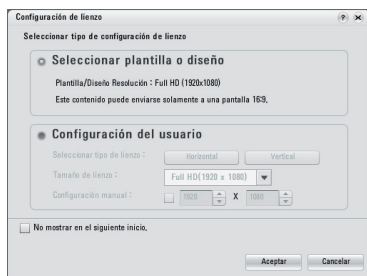 Configuración de lienzo
Seleccionar tipo de configuración de lienzo
Seleccionar plantilla o diseño
Plantilla/Diseño Resolución : Full HD (1920x1080)
Este contenido puede enviarse solamente a una pantalla 16:9.
Configuración del usuario
Seleccionar tipo de lienzo : Horizontal Vertical
Tamaño de lienzo : Full HD(1920 x 1080)
Configuración manual : 1920 X 1080
No mostrar en el siguiente inicio.
Aceptar Cancelar